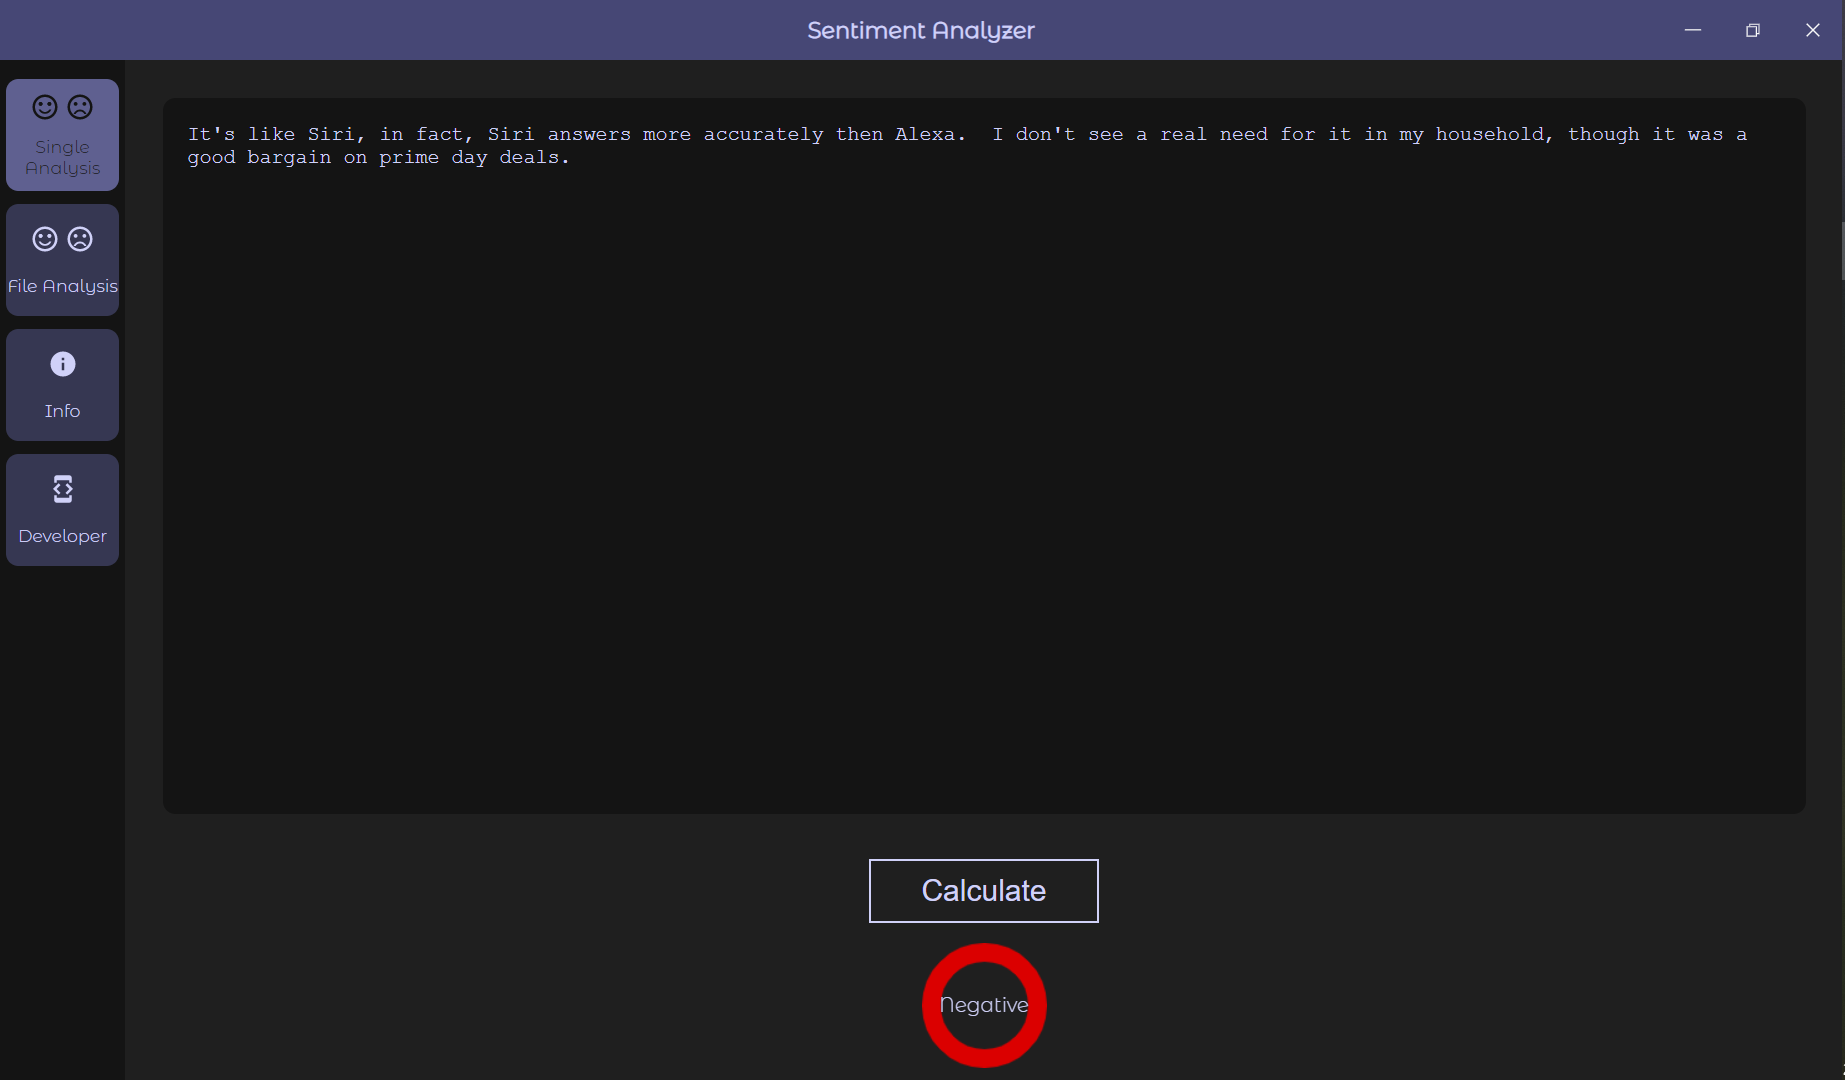 Sentiment Analyzer
Single
Analysis
File Analysis
Info
Developer
It's like Siri, in fact, Siri answers more accurately then Alexa.  I don't see a real need for it in my household, though it was a
good bargain on prime day deals.
Calculate
Negative